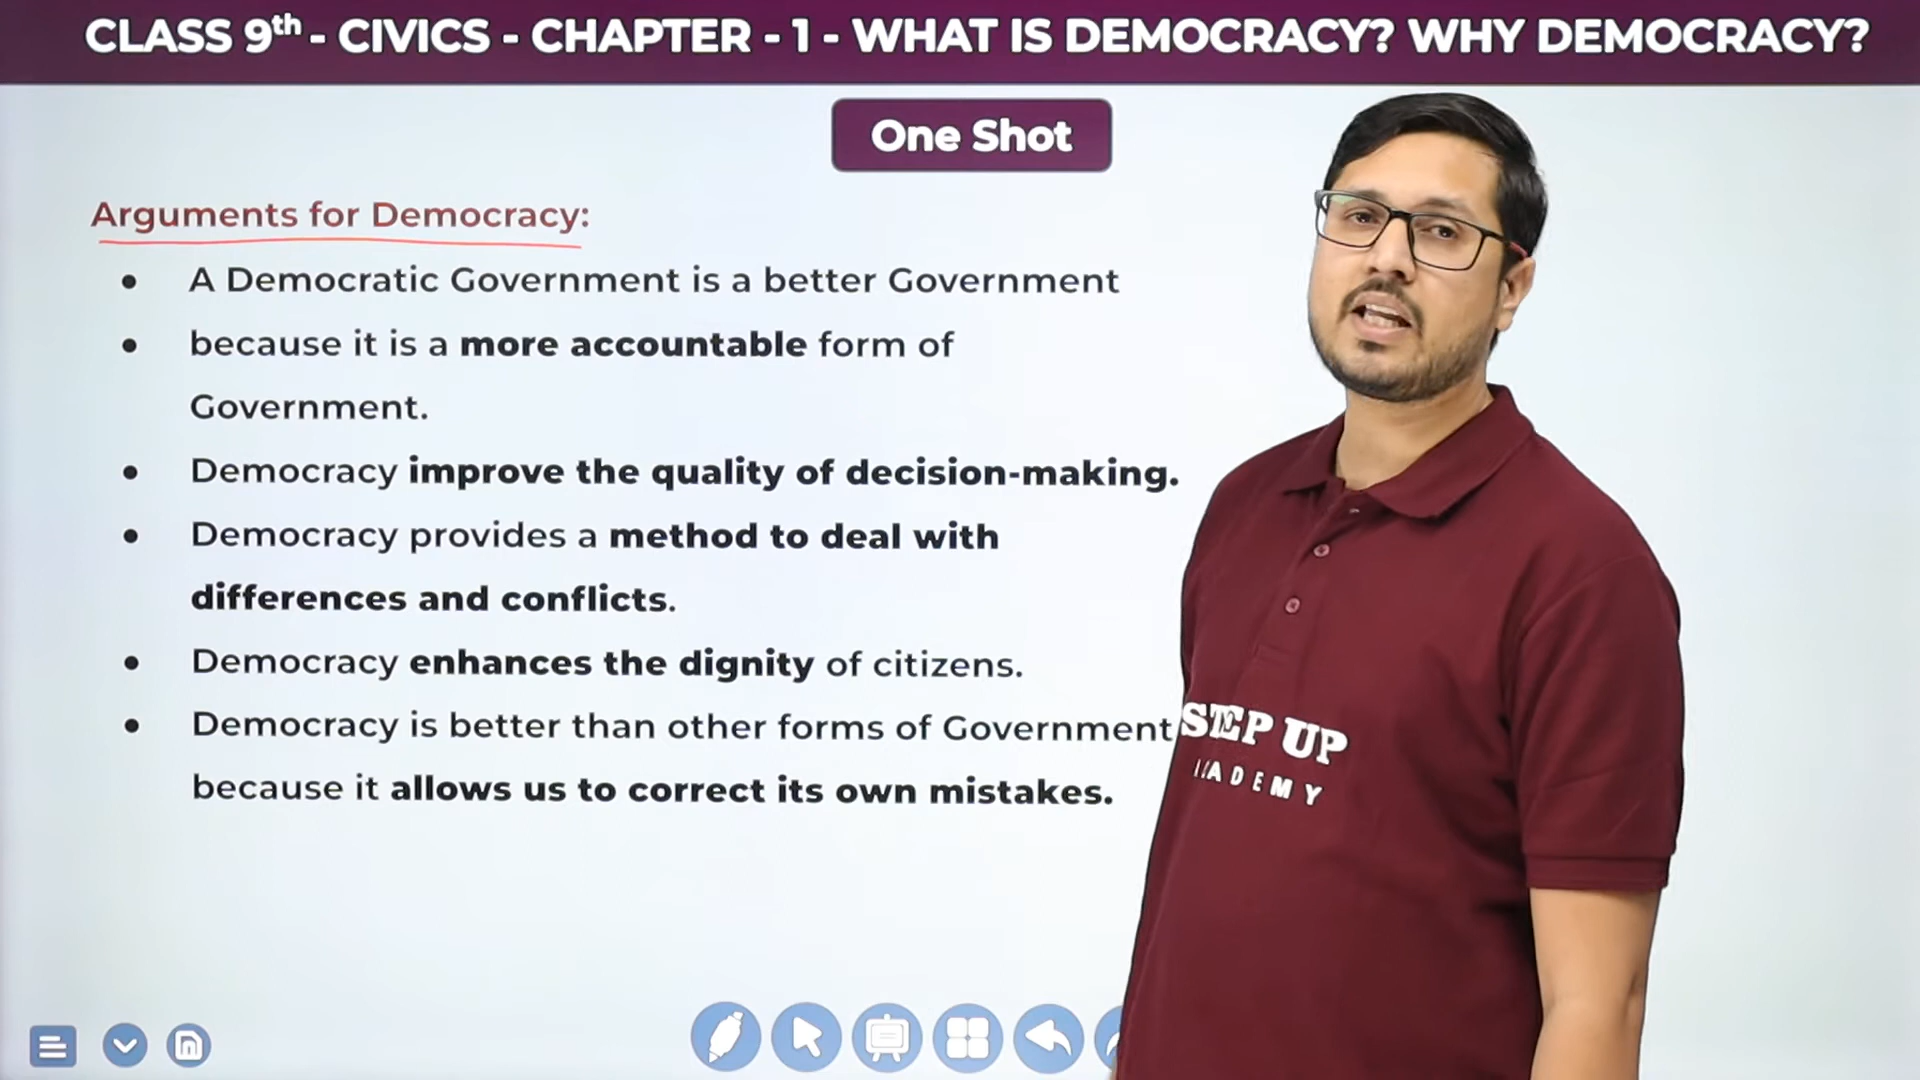 CLASS 9th - CIVICS - CHAPTER - 1 - WHAT IS DEMOCRACY? WHY DEMOCRACY?
One Shot
Arguments for Democracy:
• A Democratic Government is a better Government
• because it is a more accountable form of
Government.
• Democracy improve the quality of decision-making.
• Democracy provides a method to deal with
differences and conflicts.
• Democracy enhances the dignity of citizens.
• Democracy is better than other forms of Government
because it allows us to correct its own mistakes.
STEP UP